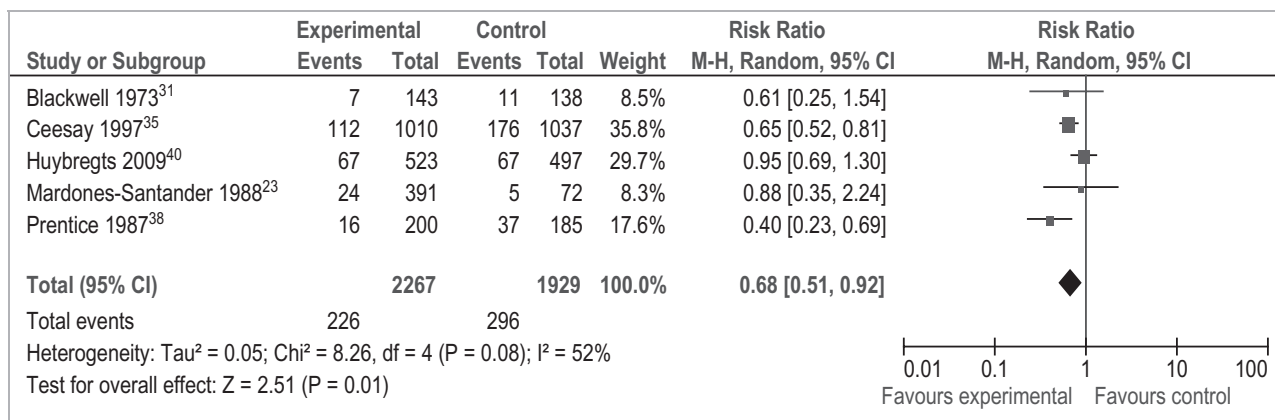 Experimental Control Risk Ratio Risk Ratio
Study or Subgroup Events Total Events Total Weight M-H, Random, 95% CI M-H, Random, 95% CI
Blackwell 1973³¹ 7 143 11 138 8.5% 0.61 [0.25, 1.54]
Ceesay 1997³⁵ 112 1010 176 1037 35.8% 0.65 [0.52, 0.81]
Huybregts 2009⁴⁰ 67 523 67 497 29.7% 0.95 [0.69, 1.30]
Mardones-Santander 1988²³ 24 391 5 72 8.3% 0.88 [0.35, 2.24]
Prentice 1987³⁸ 16 200 37 185 17.6% 0.40 [0.23, 0.69]
Total (95% CI) 2267 1929 100.0% 0.68 [0.51, 0.92]
Total events 226 296
Heterogeneity: Tau² = 0.05; Chi² = 8.26, df = 4 (P = 0.08); I² = 52%
Test for overall effect: Z = 2.51 (P = 0.01)
0.01 0.1 1 10 100
Favours experimental Favours control